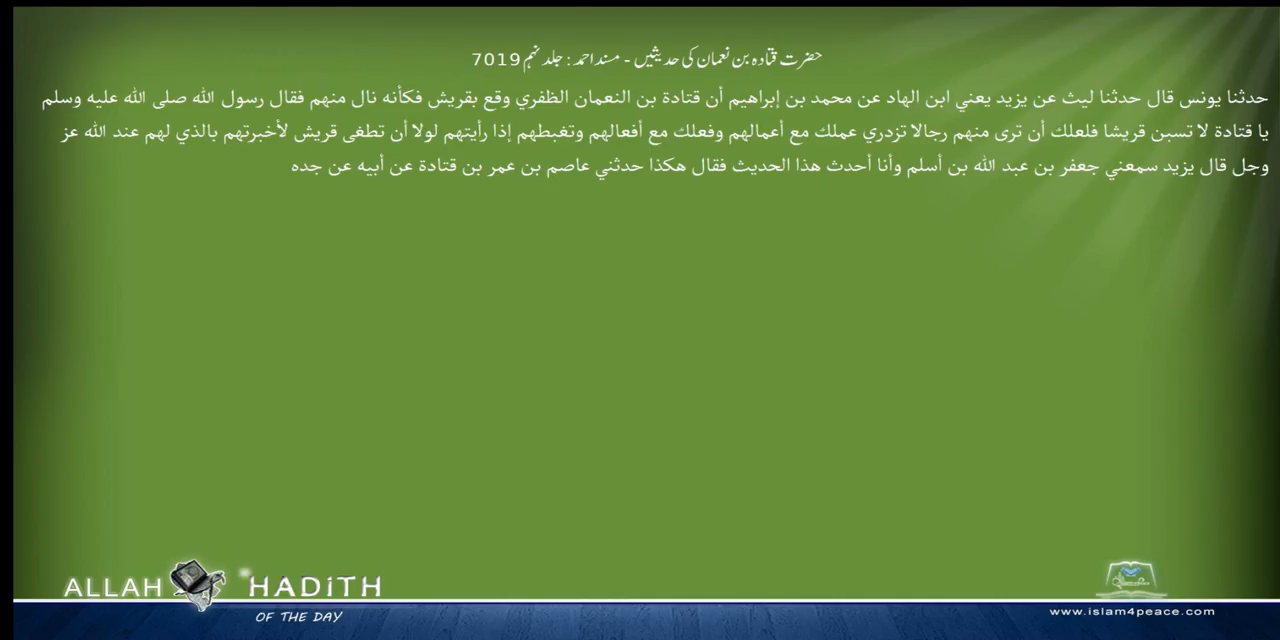 حضرت قتادہ بن نعمان کی حدیثیں - مسند احمد : جلد نہم 7019
حدثنا يونس قال حدثنا ليث عن يزيد يعني ابن الهاد عن محمد بن إبراهيم أن قتادة بن النعمان الظفري وقع بقريش فكأنه نال منهم فقال رسول الله صلى الله عليه وسلم
يا قتادة لا تسبن قريشا فلعلك أن ترى منهم رجالا تزدري عملك مع أعمالهم وفعلك مع أفعالهم وتغبطهم إذا رأيتهم لولا أن تطغى قريش لأخبرتهم بالذي لهم عند الله عز
وجل قال يزيد سمعني جعفر بن عبد الله بن أسلم وأنا أحدث هذا الحديث فقال هكذا حدثني عاصم بن عمر بن قتادة عن أبيه عن جده
ALLAH HADITH
OF THE DAY
www.islam4peace.com